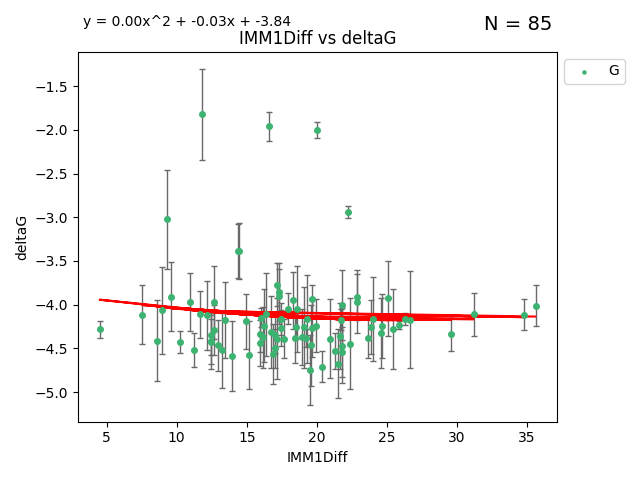 y = 0.00x^2 + -0.03x + -3.84
N = 85
IMM1Diff vs deltaG
G
deltaG
−1.5
−2.0
−2.5
−3.0
−3.5
−4.0
−4.5
−5.0
5 10 15 20 25 30 35
IMM1Diff